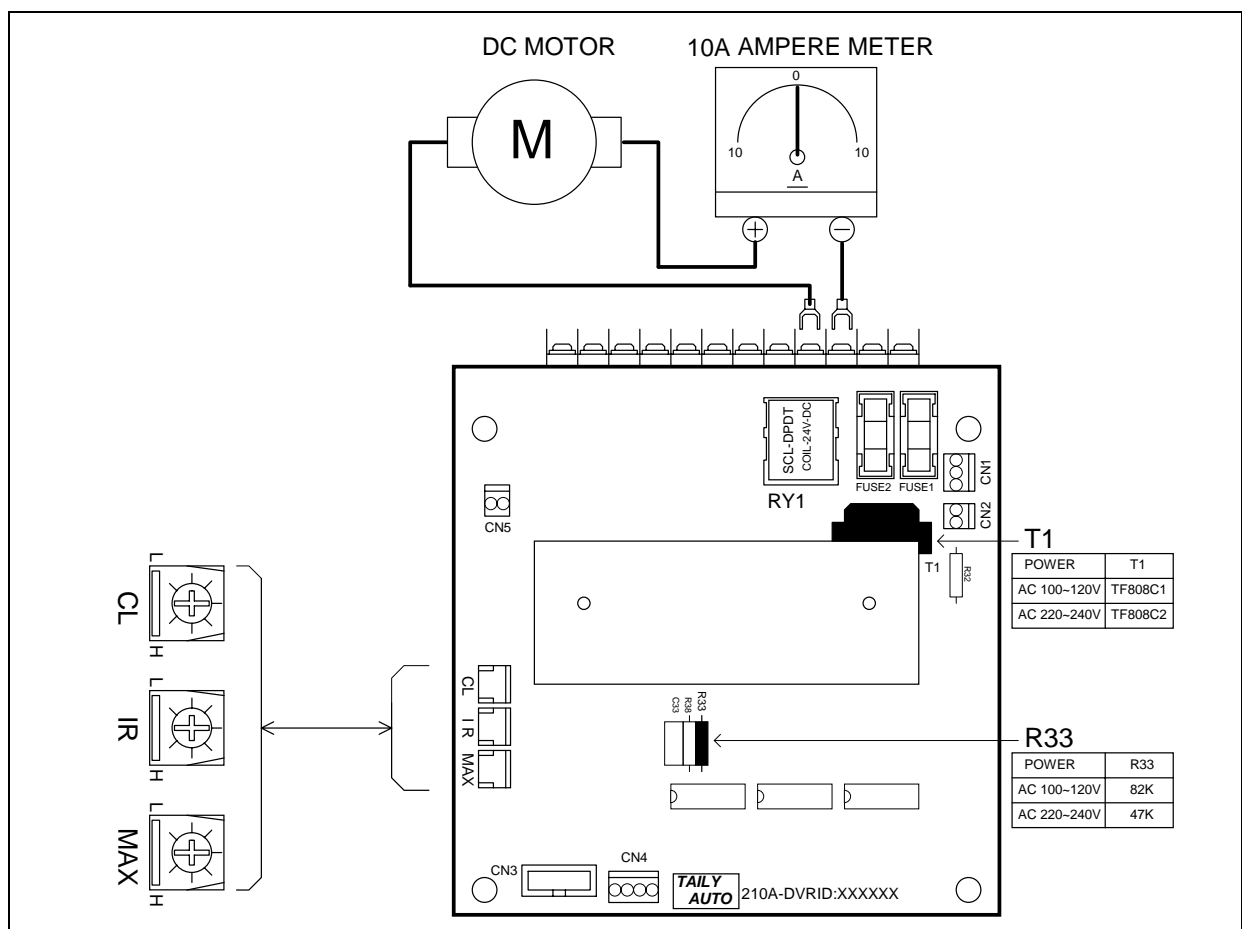 DC MOTOR
10A AMPERE METER
M
0
10
10
A
+
−
SCL-DPDT
COIL-24V-DC
RY1
FUSE2
FUSE1
CN1
CN2
CN5
T1
R32
T1
POWER T1
AC 100~120V TF808C1
AC 220~240V TF808C2
L
CL
H
L
IR
H
L
MAX
H
CL
IR
MAX
C33
R38
R33
R33
POWER R33
AC 100~120V 82K
AC 220~240V 47K
CN3
CN4
TAILY
AUTO
210A-DVRID:XXXXXX